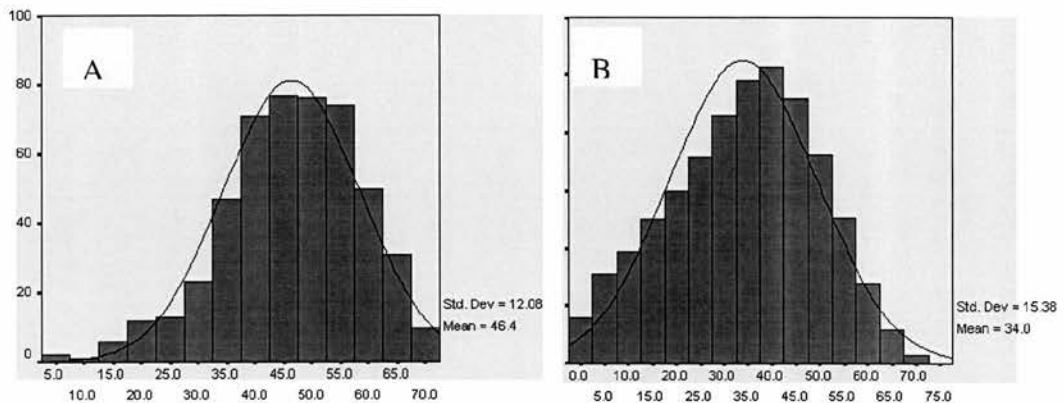 100
80
60
40
20
0
A
Std. Dev = 12.08
Mean = 46.4
5.0 15.0 20.0 30.0 35.0 45.0 50.0 55.0 65.0
10.0 25.0 40.0 60.0 70.0
B
Std. Dev = 15.38
Mean = 34.0
0.0 10.0 20.0 30.0 40.0 50.0 60.0 70.0
5.0 15.0 25.0 35.0 45.0 55.0 65.0 75.0